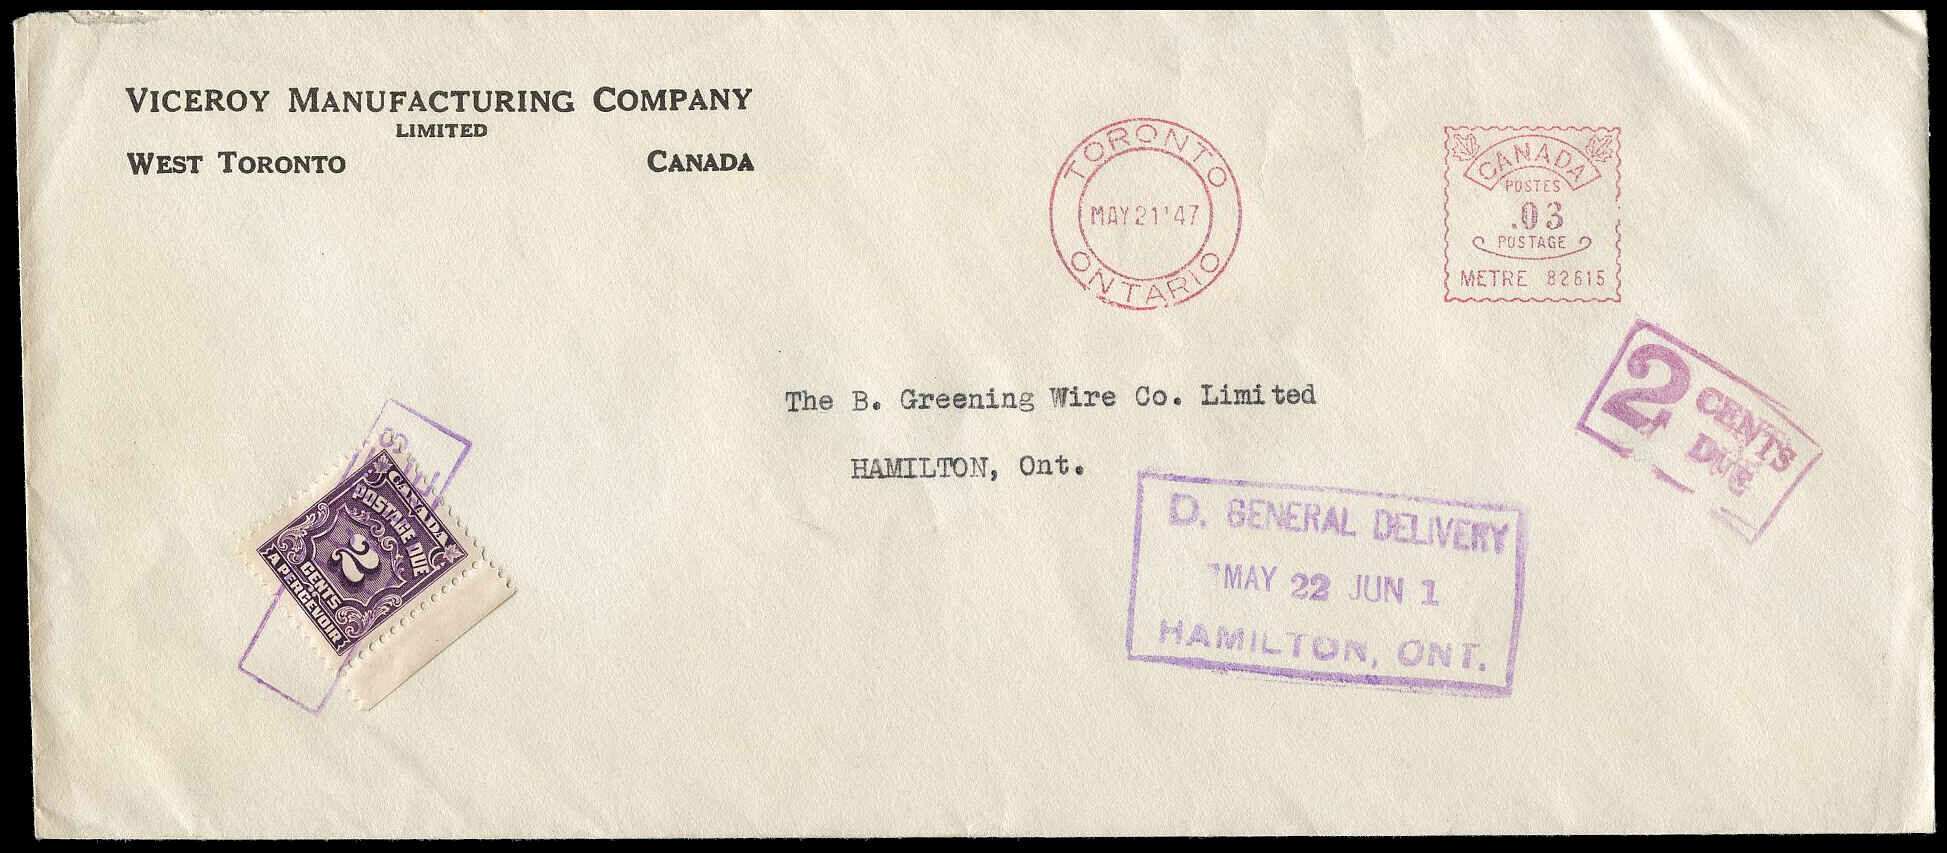 VICEROY MANUFACTURING COMPANY
LIMITED
WEST TORONTO CANADA
TORONTO
MAY 21 '47
ONTARIO
CANADA
POSTES
.03
POSTAGE
METRE 82615
2 CENTS
DUE
The B. Greening Wire Co. Limited
HAMILTON, Ont.
D. GENERAL DELIVERY
MAY 22 JUN 1
HAMILTON, ONT.
CANADA
POSTAGE DUE
2
CENTS
A PERCEVOIR